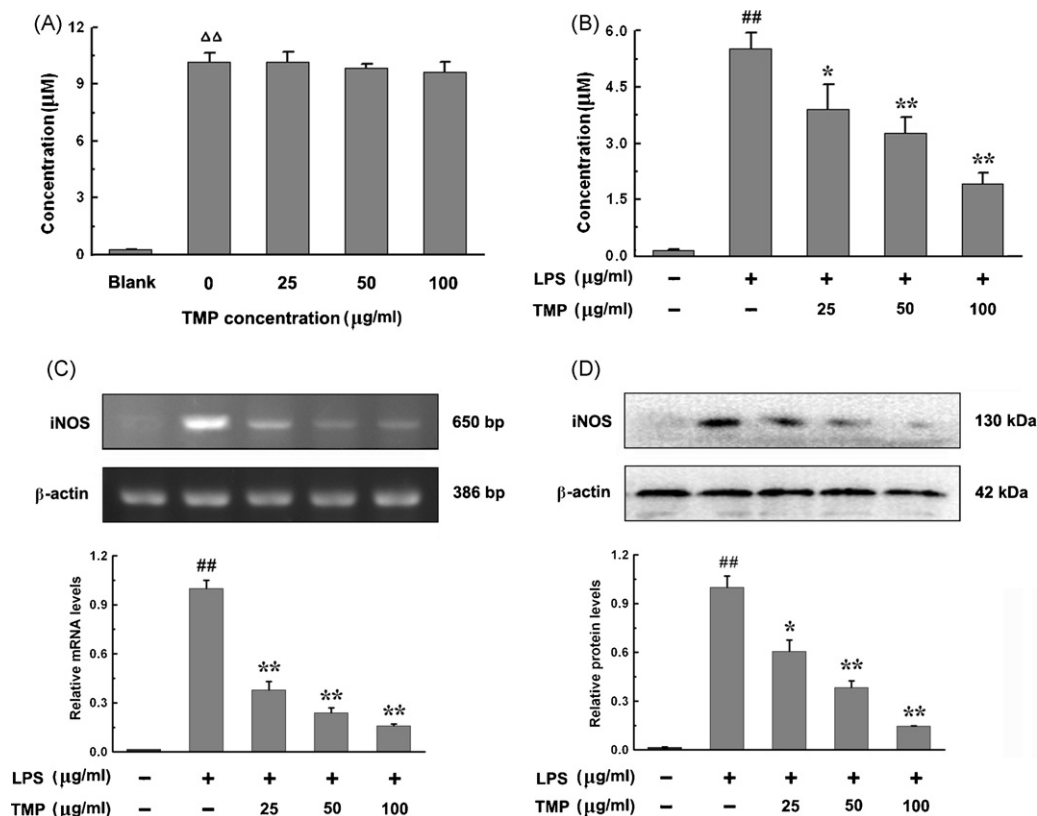 (A)
12
9
6
3
0
Concentration(μM)
ΔΔ
Blank 0 25 50 100
TMP concentration (μg/ml)
(B)
6.0
4.5
3.0
1.5
0.0
Concentration(μM)
##
*
**
**
LPS (μg/ml) − + + + +
TMP (μg/ml) − − 25 50 100
(C)
iNOS 650 bp
β-actin 386 bp
1.2
0.9
0.6
0.3
0.0
Relative mRNA levels
##
**
**
**
LPS (μg/ml) − + + + +
TMP (μg/ml) − − 25 50 100
(D)
iNOS 130 kDa
β-actin 42 kDa
1.2
0.9
0.6
0.3
0.0
Relative protein levels
##
*
**
**
LPS (μg/ml) − + + + +
TMP (μg/ml) − − 25 50 100